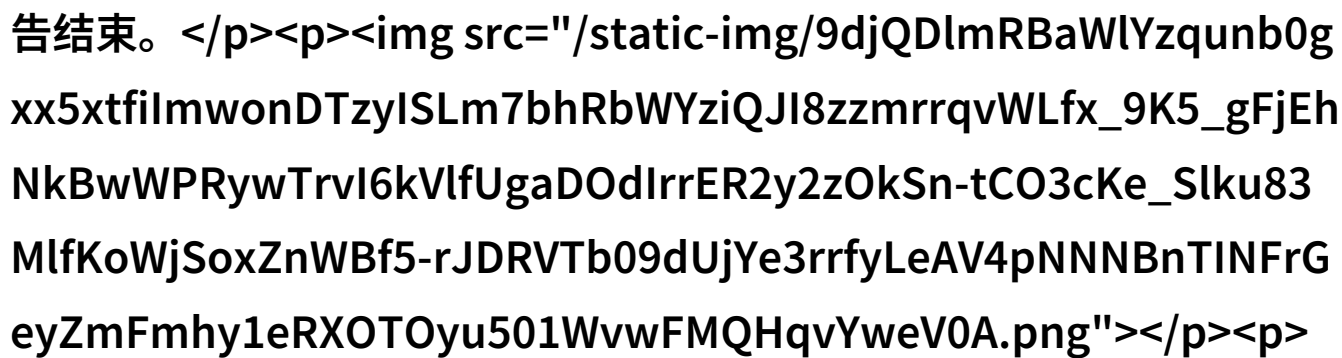 告结束。</p><p><img src="/static-img/9djQDlmRBaWlYzqunb0g
xx5xtfiImwonDTzyISLm7bhRbWYziQJI8zzmrrqvWLfx_9K5_gFjEh
NkBwWPRywTrvI6kVlfUgaDOdIrrER2y2zOkSn-tCO3cKe_Slku83
MlfKoWjSoxZnWBf5-rJDRVTb09dUjYe3rrfyLeAV4pNNNBnTINFrG
eyZmFmhy1eRXOTOyu501WvwFMQHqvYweV0A.png"></p><p>